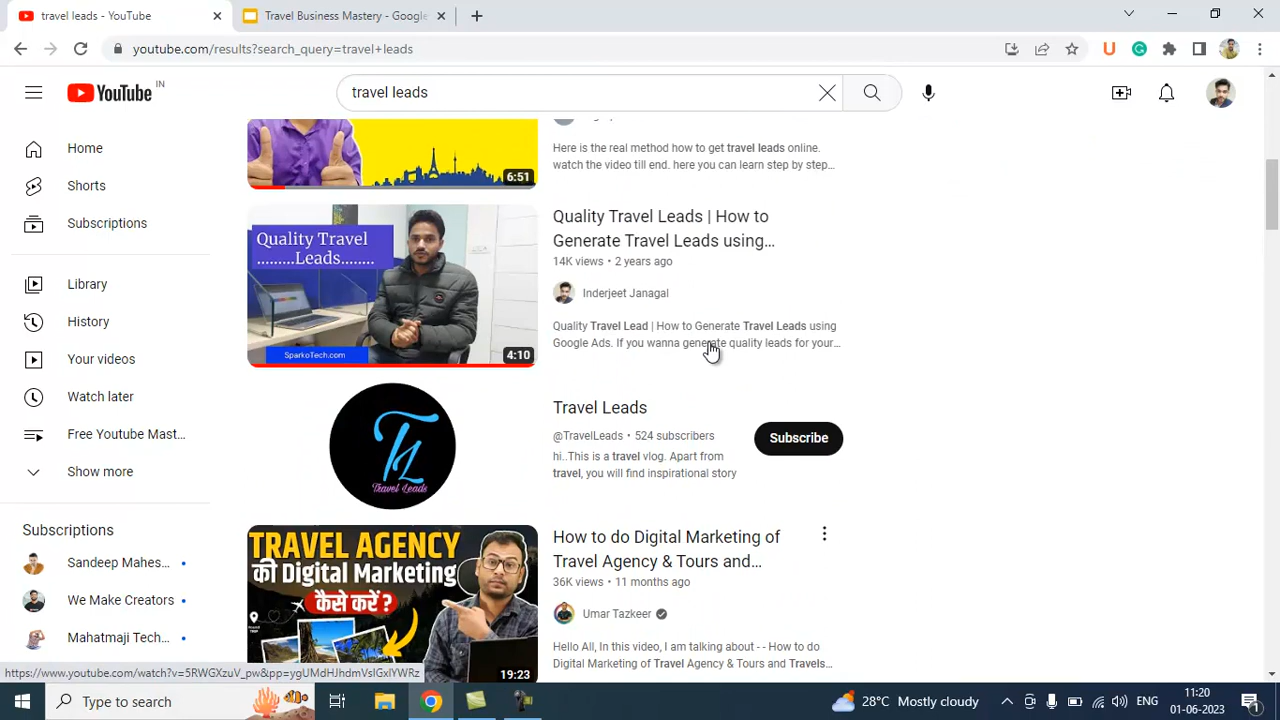 travel leads - YouTube
Travel Business Mastery - Google
youtube.com/results?search_query=travel+leads
YouTube IN
travel leads
Home
Shorts
Subscriptions
Library
History
Your videos
Watch later
Free Youtube Mast...
Show more
Subscriptions
Sandeep Mahes...
We Make Creators
Mahatmaji Tech...
6:51
Here is the real method how to get travel leads online.
watch the video till end. here you can learn step by step...
Quality Travel
.........Leads........
SparkoTech.com
4:10
Quality Travel Leads | How to
Generate Travel Leads using...
14K views • 2 years ago
Inderjeet Janagal
Quality Travel Lead | How to Generate Travel Leads using
Google Ads. If you wanna generate quality leads for your...
TL
Travel Leads
Travel Leads
@TravelLeads • 524 subscribers
hi..This is a travel vlog. Apart from
travel, you will find inspirational story
Subscribe
TRAVEL AGENCY
की Digital Marketing
कैसे करें ?
19:23
How to do Digital Marketing of
Travel Agency & Tours and...
36K views • 11 months ago
Umar Tazkeer
Hello All, In this video, I am talking about - - How to do
Digital Marketing of Travel Agency & Tours and Travels...
https://www.youtube.com/watch?v=5RWGXzuV_pw&pp=ygUMdHJhdmVsIGxlYWRz
Type here to search
28°C Mostly cloudy
ENG
11:20
01-06-2023
1